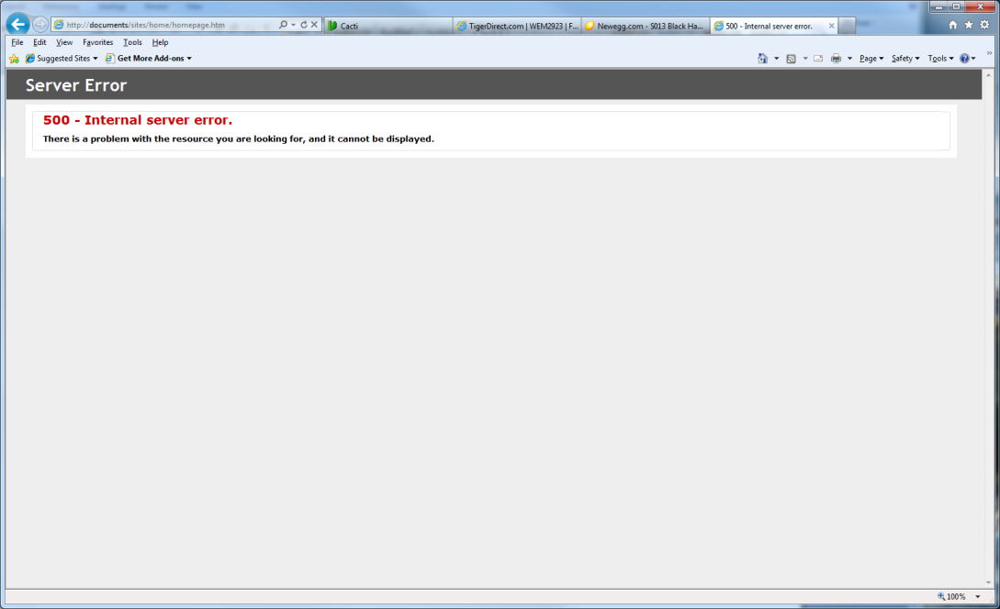 http://documents/sites/home/homepage.htm
Cacti
TigerDirect.com | WEM2923 | F...
Newegg.com - S013 Black Ha...
500 - Internal server error.
File Edit View Favorites Tools Help
Suggested Sites Get More Add-ons
Page Safety Tools
Server Error
500 - Internal server error.
There is a problem with the resource you are looking for, and it cannot be displayed.
100%